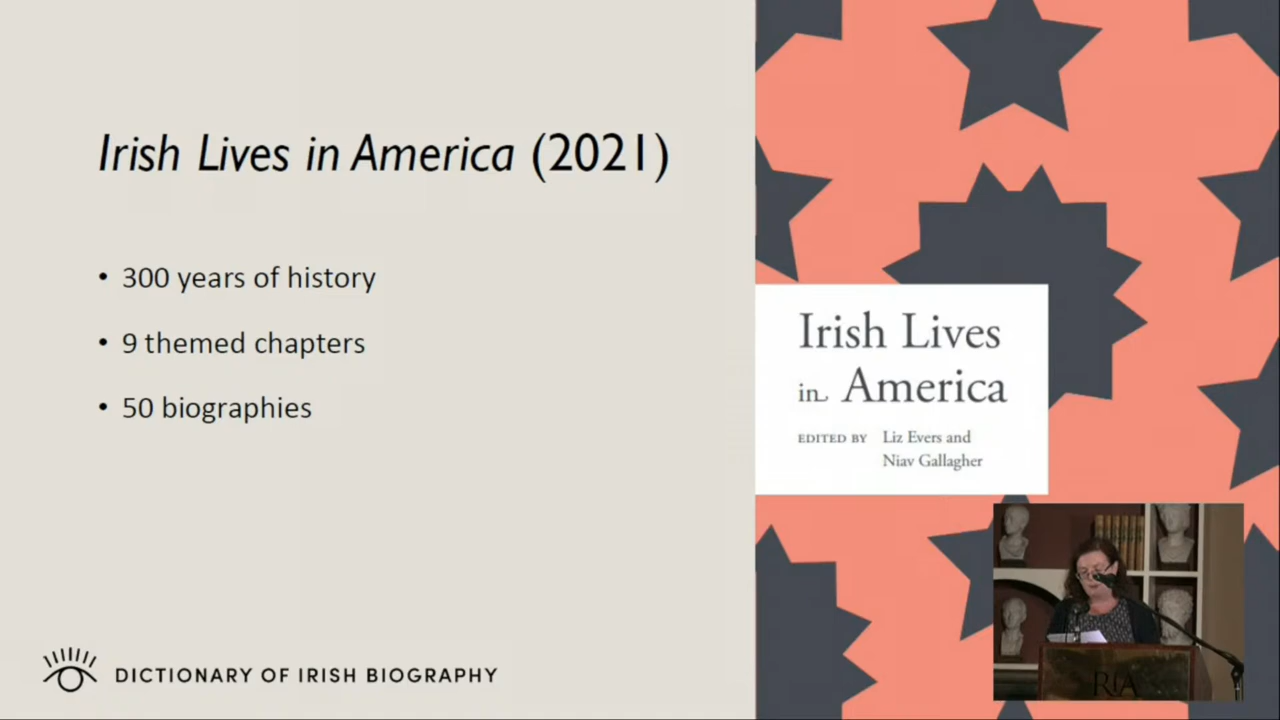 Irish Lives in America (2021)
• 300 years of history
• 9 themed chapters
• 50 biographies
DICTIONARY OF IRISH BIOGRAPHY
Irish Lives
in America
EDITED BY Liz Evers and
Niav Gallagher
RIA